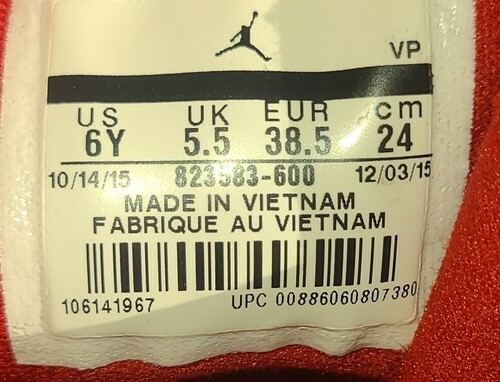 VP
US UK EUR cm
6Y 5.5 38.5 24
10/14/15 823583-600 12/03/15
MADE IN VIETNAM
FABRIQUE AU VIETNAM
106141967 UPC 00886060807380